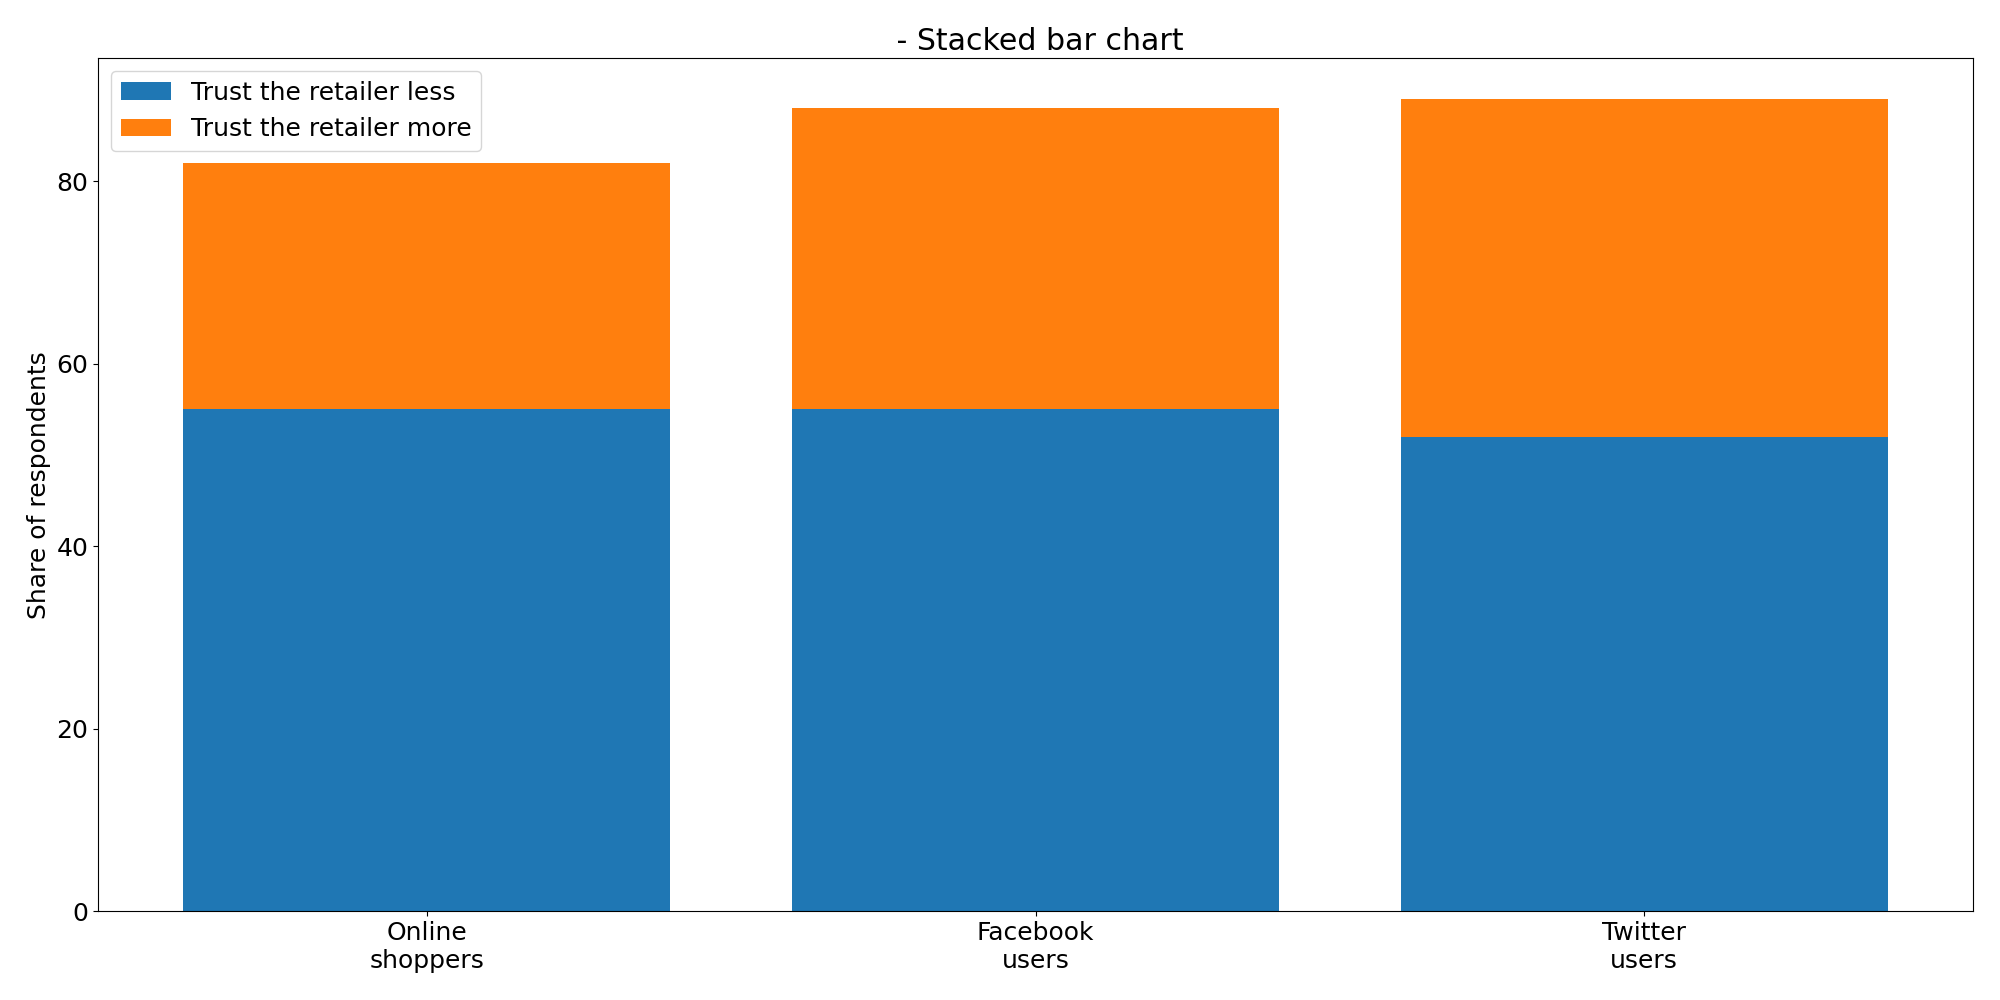 - Stacked bar chart
Trust the retailer less
Trust the retailer more
Share of respondents
80
60
40
20
0
Online
shoppers
Facebook
users
Twitter
users